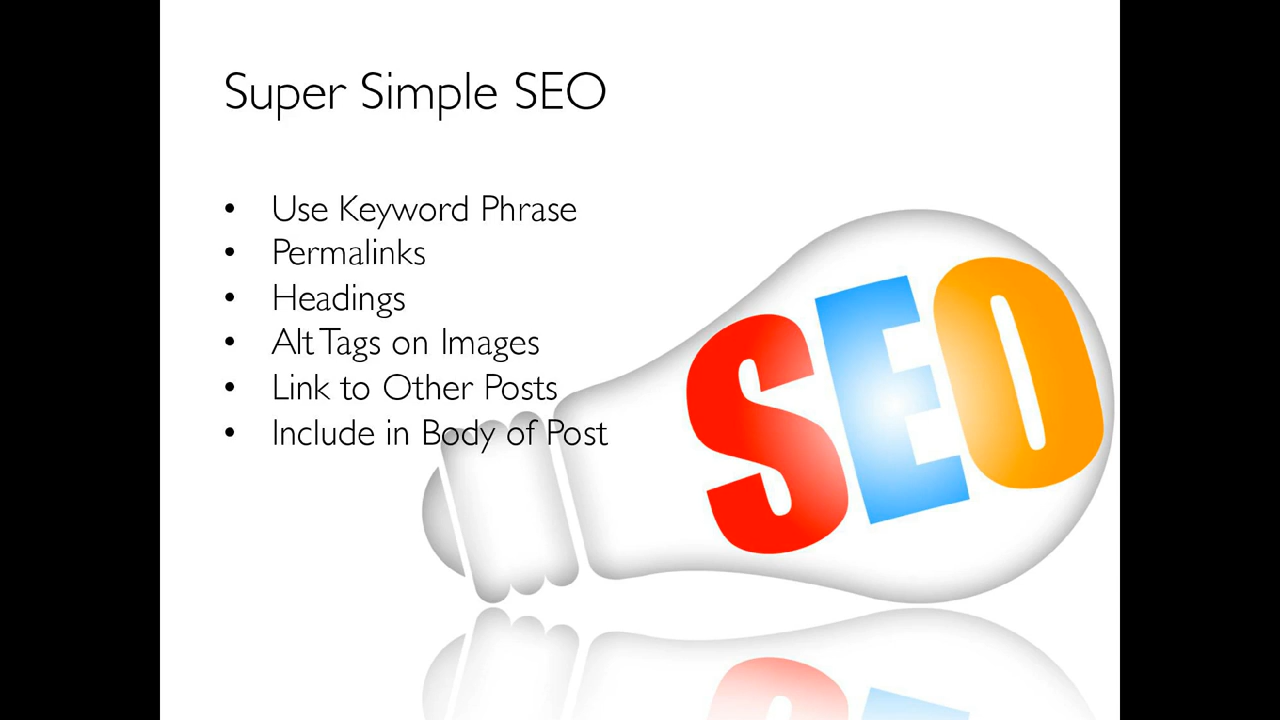 Super Simple SEO
• Use Keyword Phrase
• Permalinks
• Headings
• Alt Tags on Images
• Link to Other Posts
• Include in Body of Post
SEO